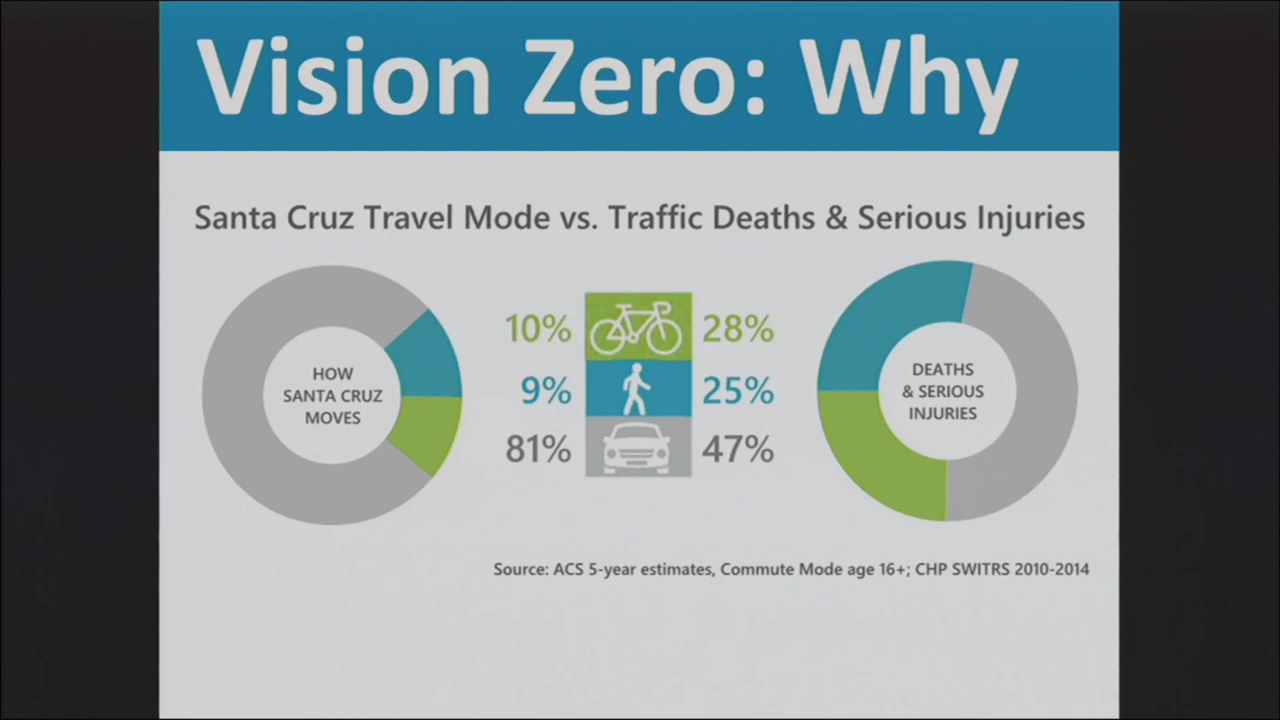 Vision Zero: Why
Santa Cruz Travel Mode vs. Traffic Deaths & Serious Injuries
HOW
SANTA CRUZ
MOVES
10%
28%
9%
25%
81%
47%
DEATHS
& SERIOUS
INJURIES
Source: ACS 5-year estimates, Commute Mode age 16+; CHP SWITRS 2010-2014